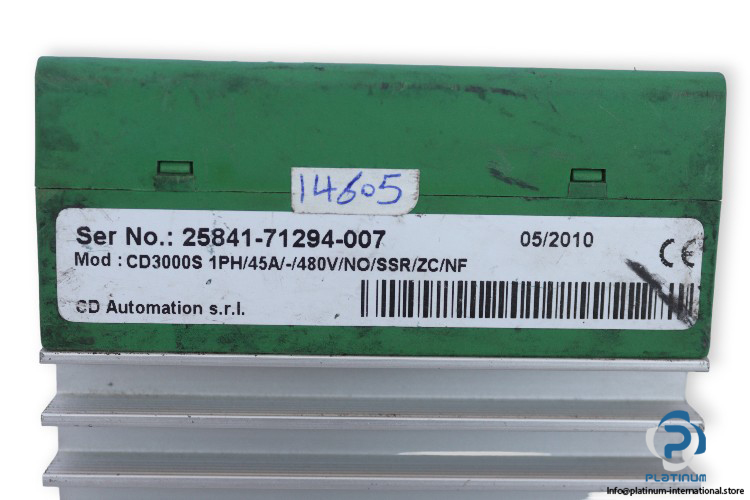 14605
Ser No.: 25841-71294-007 05/2010
Mod : CD3000S 1PH/45A/-/480V/NO/SSR/ZC/NF CE
CD Automation s.r.l.
PLATINUM
info@platinum-international.store